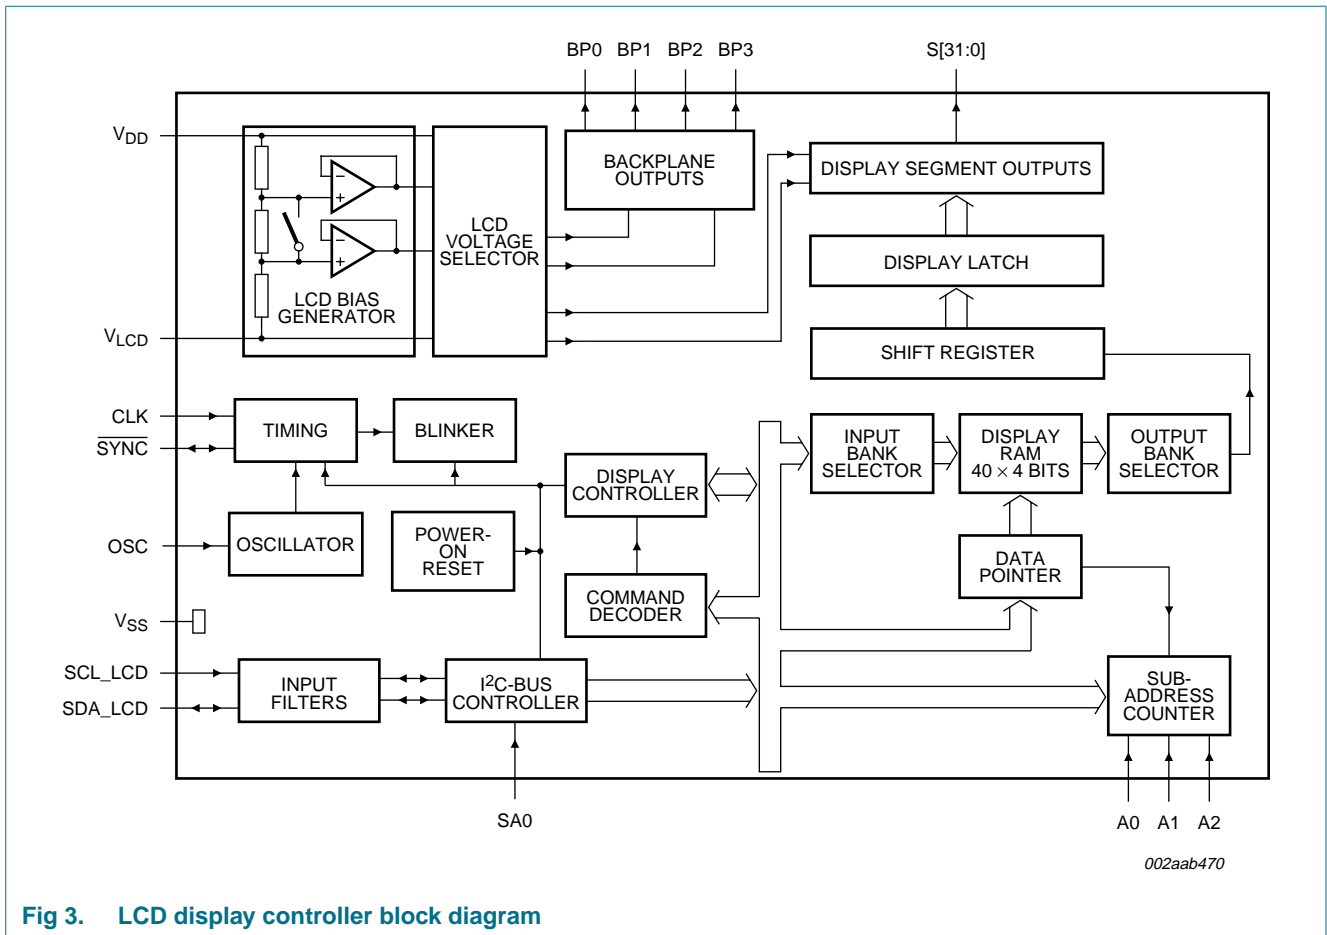 BP0 BP1 BP2 BP3 S[31:0]
VDD
BACKPLANE
OUTPUTS
DISPLAY SEGMENT OUTPUTS
−
+
−
+
LCD
VOLTAGE
SELECTOR
DISPLAY LATCH
LCD BIAS
GENERATOR
VLCD
SHIFT REGISTER
CLK
SYNC
TIMING
BLINKER
INPUT
BANK
SELECTOR
DISPLAY
RAM
40 × 4 BITS
OUTPUT
BANK
SELECTOR
DISPLAY
CONTROLLER
OSC
OSCILLATOR
POWER-
ON
RESET
DATA
POINTER
COMMAND
DECODER
VSS
SCL_LCD
SDA_LCD
INPUT
FILTERS
I2C-BUS
CONTROLLER
SUB-
ADDRESS
COUNTER
SA0
A0 A1 A2
002aab470
Fig 3. LCD display controller block diagram